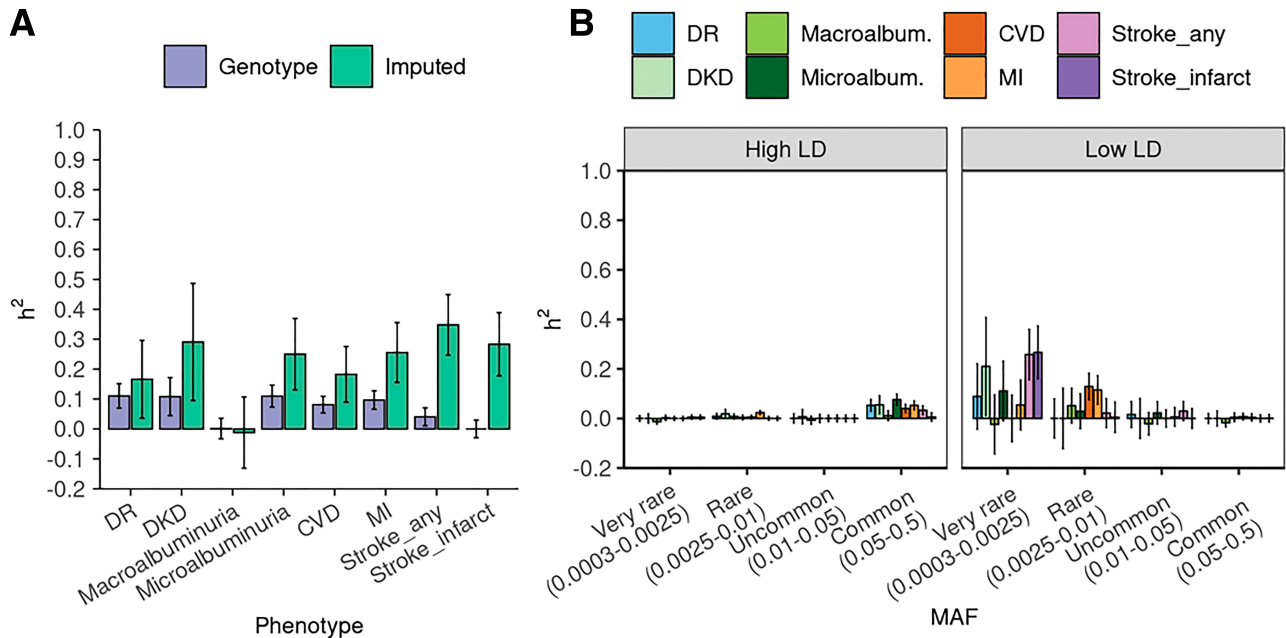 A
Genotype
Imputed
1.0
0.9
0.8
0.7
0.6
0.5
0.4
0.3
0.2
0.1
0.0
-0.1
-0.2
h²
DR
DKD
Macroalbuminuria
Microalbuminuria
CVD
MI
Stroke_any
Stroke_infarct
Phenotype
B
DR
Macroalbum.
CVD
Stroke_any
DKD
Microalbum.
MI
Stroke_infarct
High LD
Low LD
1.0
0.8
0.6
0.4
0.2
0.0
-0.2
h²
Very rare
(0.0003-0.0025)
Rare
(0.0025-0.01)
Uncommon
(0.01-0.05)
Common
(0.05-0.5)
Very rare
(0.0003-0.0025)
Rare
(0.0025-0.01)
Uncommon
(0.01-0.05)
Common
(0.05-0.5)
MAF